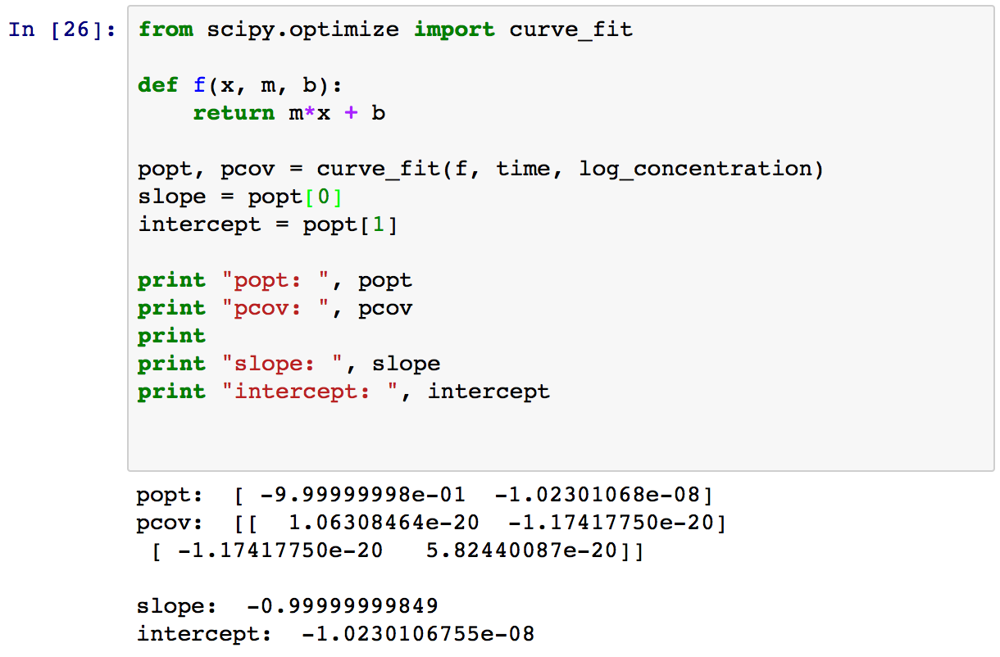 In [26]: from scipy.optimize import curve_fit
def f(x, m, b):
    return m*x + b
popt, pcov = curve_fit(f, time, log_concentration)
slope = popt[0]
intercept = popt[1]
print "popt: ", popt
print "pcov: ", pcov
print
print "slope: ", slope
print "intercept: ", intercept
popt:  [ -9.99999998e-01  -1.02301068e-08]
pcov:  [[  1.06308464e-20  -1.17417750e-20]
 [ -1.17417750e-20   5.82440087e-20]]
slope:  -0.99999999849
intercept:  -1.0230106755e-08